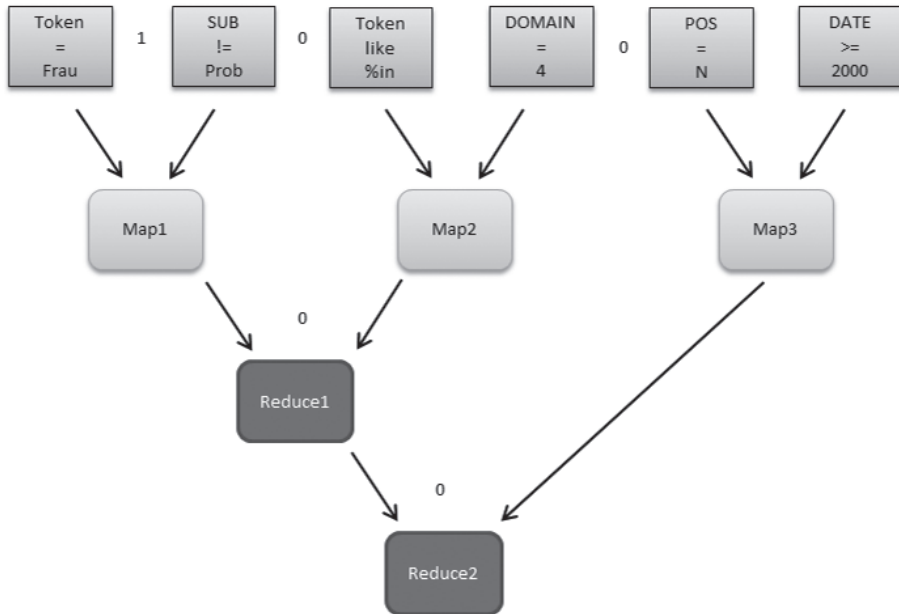 Token
=
Frau
1
SUB
!=
Prob
0
Token
like
%in
DOMAIN
=
4
0
POS
=
N
DATE
>=
2000
Map1
Map2
Map3
0
Reduce1
0
Reduce2